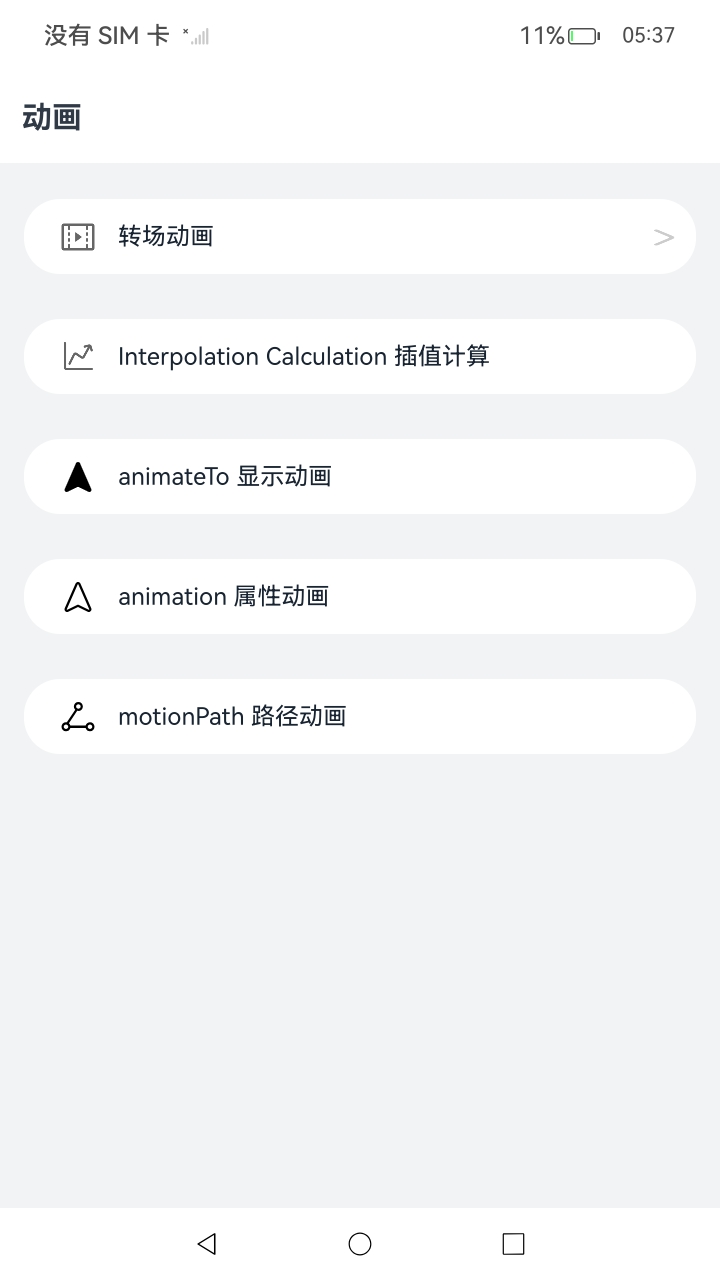 没有 SIM 卡
11%
05:37
动画
转场动画
Interpolation Calculation 插值计算
animateTo 显示动画
animation 属性动画
motionPath 路径动画